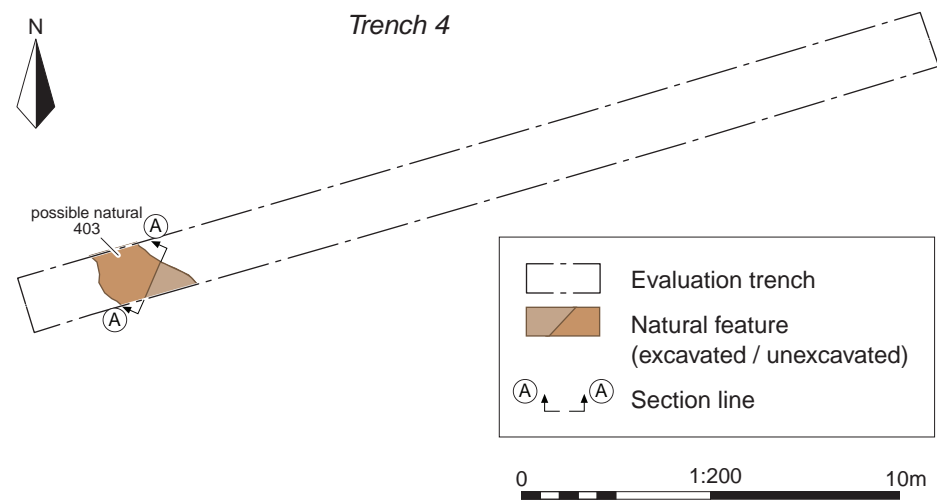 Trench 4
N
possible natural
403
A
A
Evaluation trench
Natural feature
(excavated / unexcavated)
A A Section line
0 1:200 10m